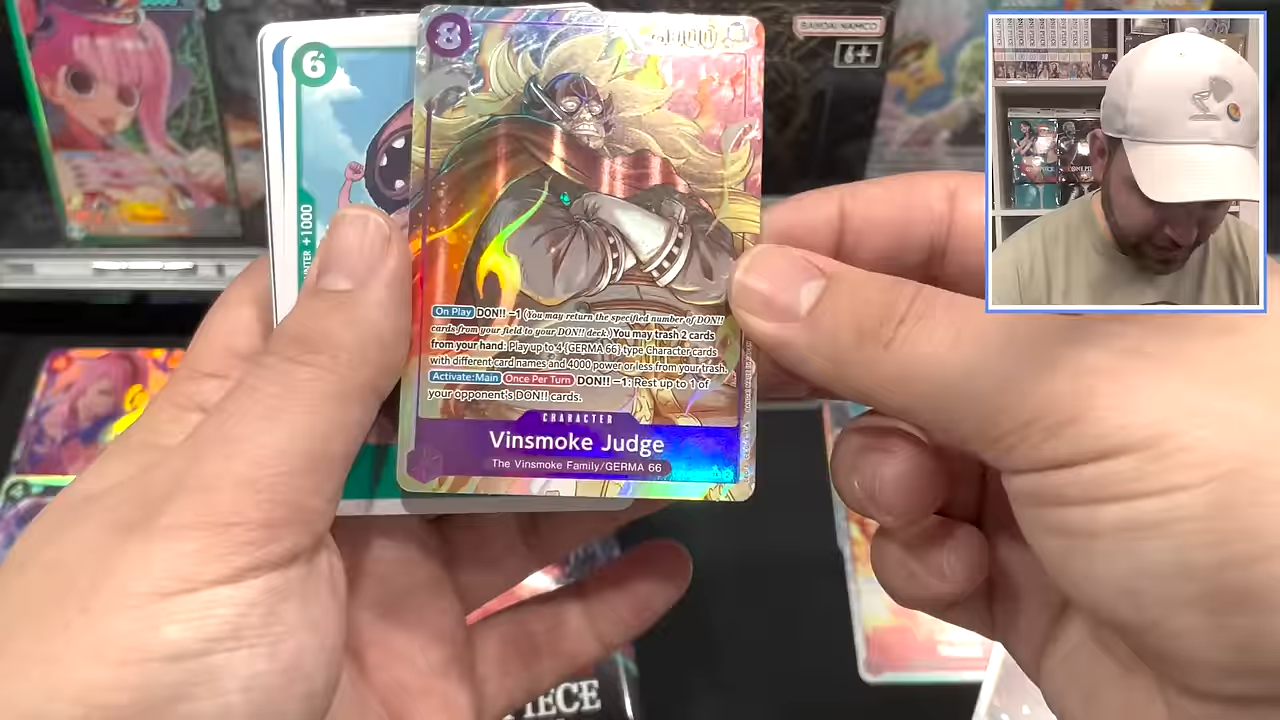 8
BANDAI NAMCO
6+
6
+1000
On Play DON!! −1 (You may return the specified number of DON!!
cards from your field to your DON!! deck.) You may trash 2 cards
from your hand: Play up to 4 {GERMA 66} type Character cards
with different card names and 4000 power or less from your trash.
Activate:Main Once Per Turn DON!! −1: Rest up to 1 of
your opponent's DON!! cards.
CHARACTER
Vinsmoke Judge
The Vinsmoke Family/GERMA 66